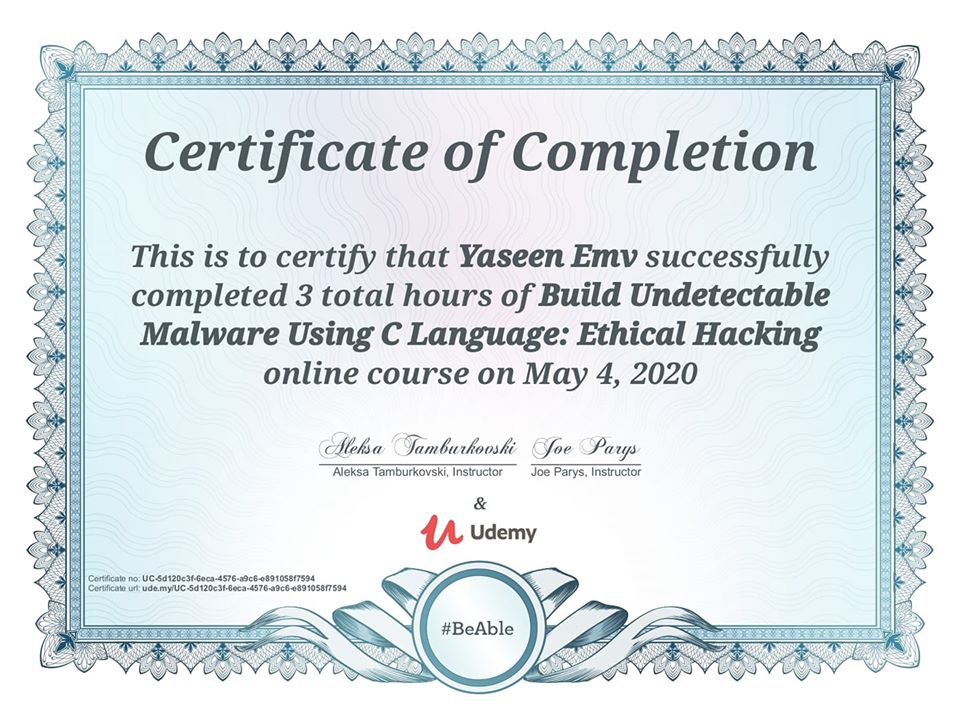 Certificate of Completion
This is to certify that Yaseen Emv successfully
completed 3 total hours of Build Undetectable
Malware Using C Language: Ethical Hacking
online course on May 4, 2020
Aleksa Tamburkovski Joe Parys
Aleksa Tamburkovski, Instructor Joe Parys, Instructor
&
Udemy
Certificate no: UC-5d120c3f-6eca-4576-a9c6-e891058f7594
Certificate url: ude.my/UC-5d120c3f-6eca-4576-a9c6-e891058f7594
#BeAble